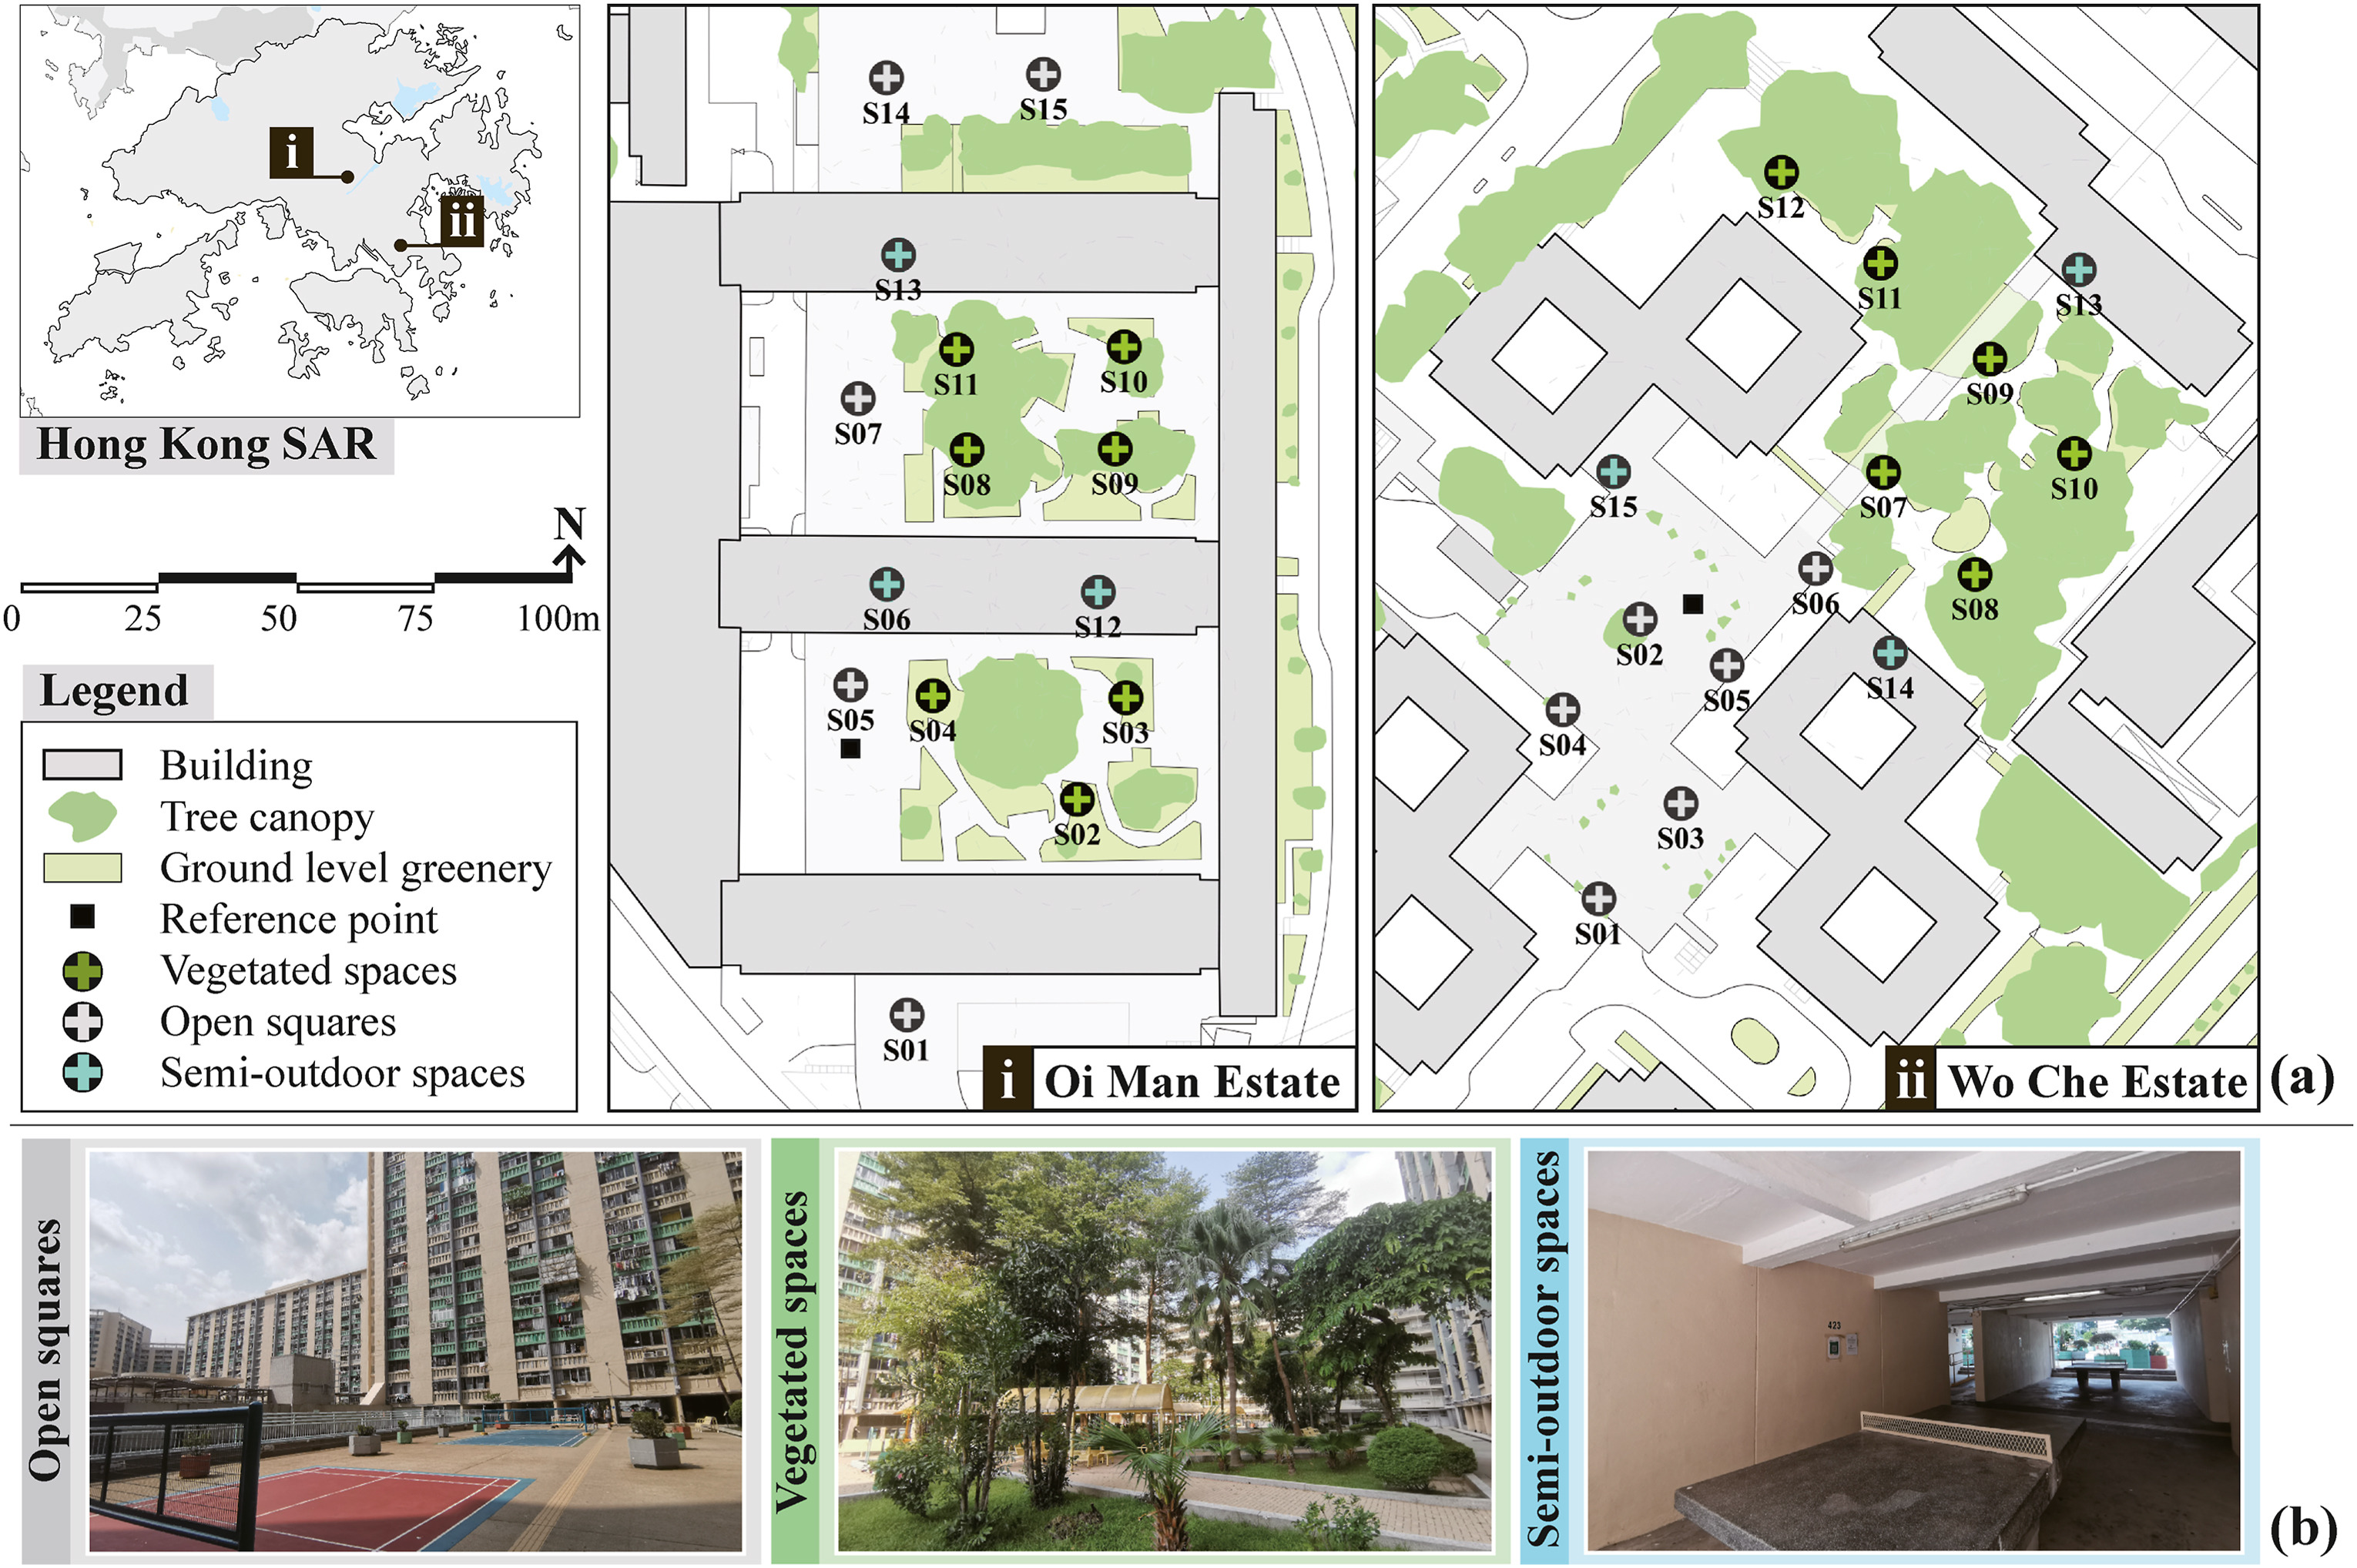 i
ii
Hong Kong SAR
N
0 25 50 75 100m
Legend
Building
Tree canopy
Ground level greenery
Reference point
Vegetated spaces
Open squares
Semi-outdoor spaces
S14
S15
S13
S11
S10
S07
S08
S09
S06
S12
S05
S04
S03
S02
S01
i Oi Man Estate
S12
S11
S13
S09
S10
S07
S15
S06
S08
S02
S14
S05
S04
S03
S01
ii Wo Che Estate
(a)
Open squares
Vegetated spaces
Semi-outdoor spaces
423
(b)